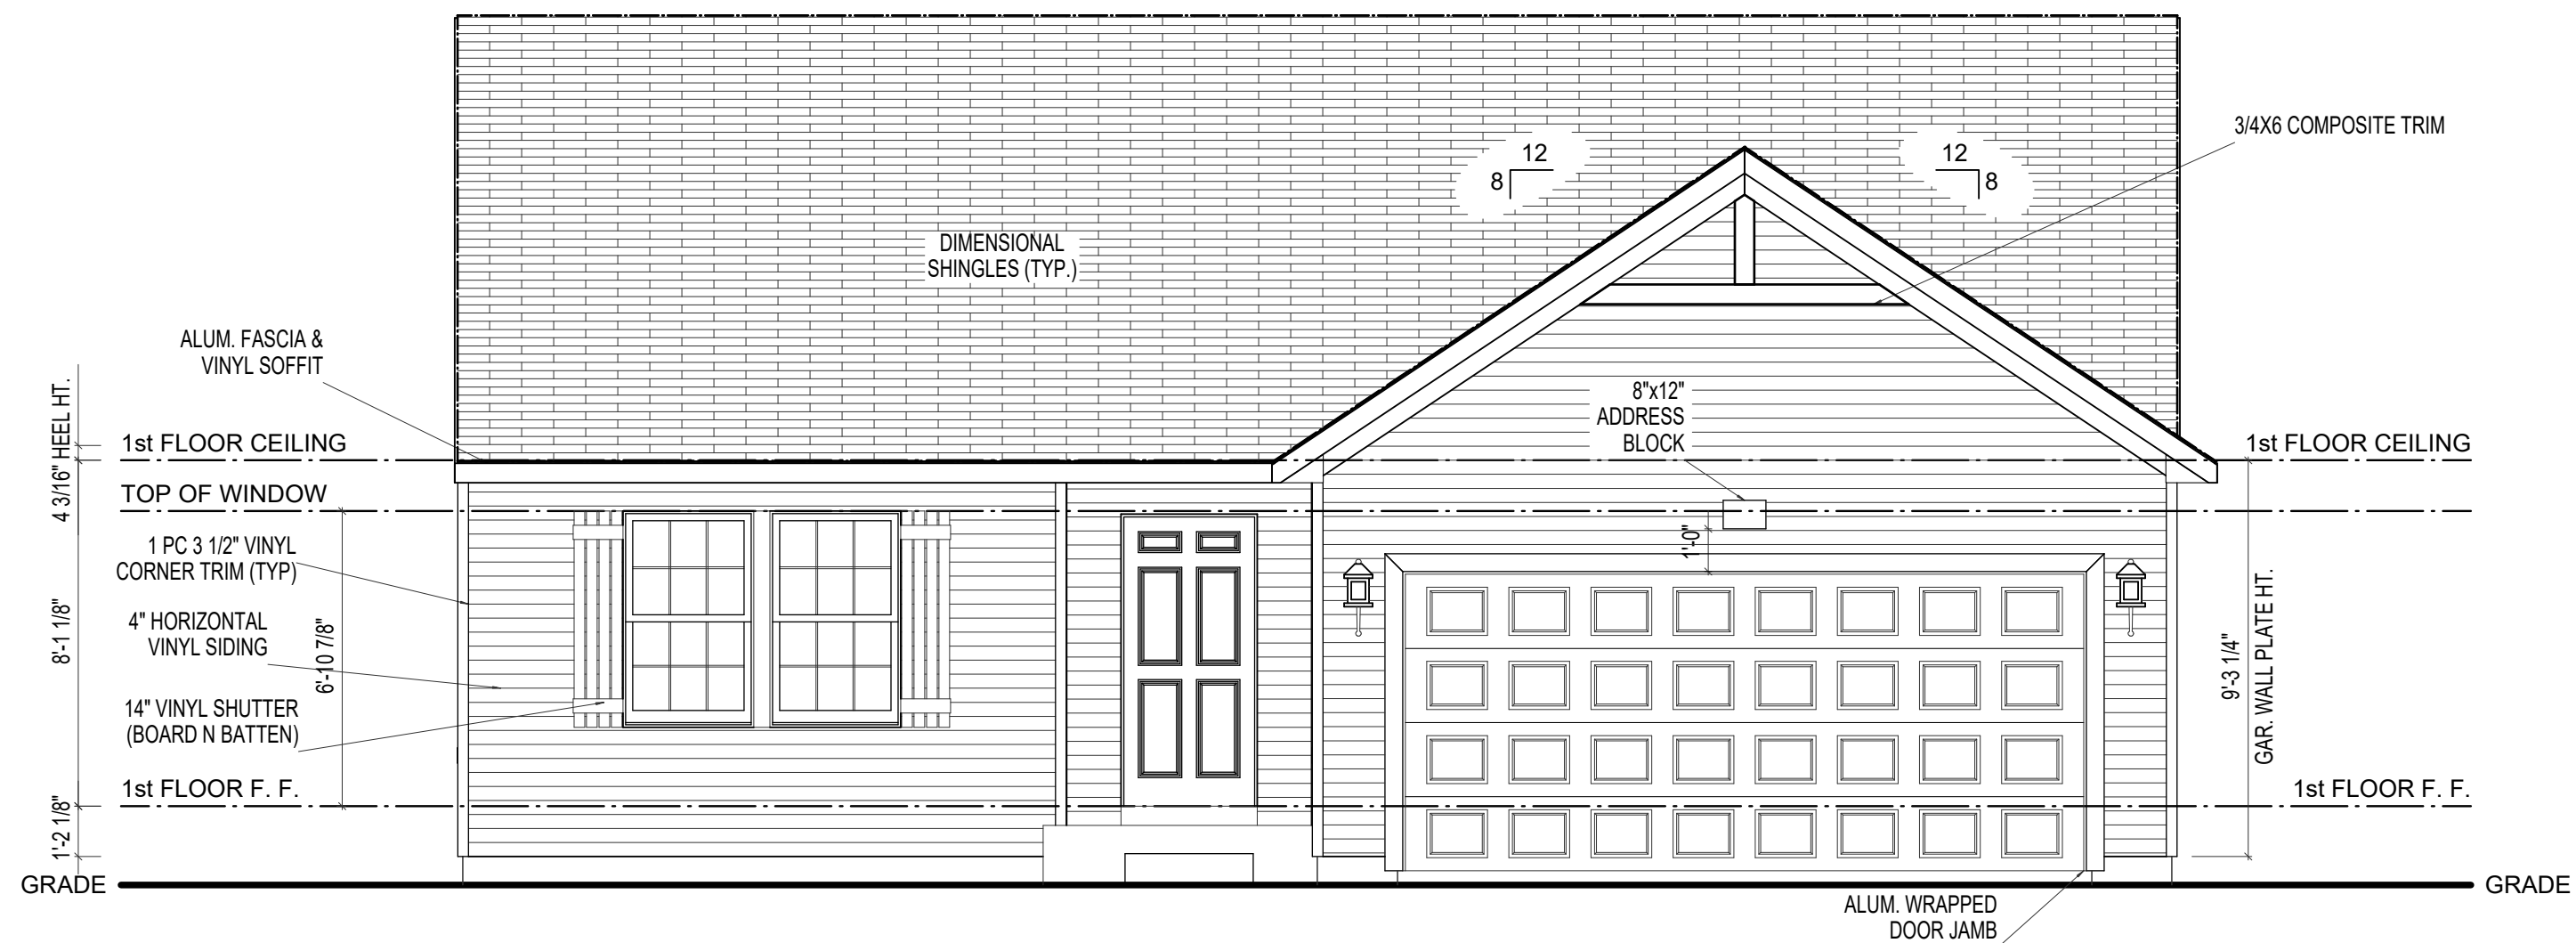 12
8
12
8
3/4X6 COMPOSITE TRIM
DIMENSIONAL
SHINGLES (TYP.)
ALUM. FASCIA &
VINYL SOFFIT
8"x12"
ADDRESS
BLOCK
4 3/16" HEEL HT.
1st FLOOR CEILING
1st FLOOR CEILING
TOP OF WINDOW
1 PC 3 1/2" VINYL
CORNER TRIM (TYP)
1'-0"
8'-1 1/8"
4" HORIZONTAL
VINYL SIDING
6'-10 7/8"
9'-3 1/4"
GAR. WALL PLATE HT.
14" VINYL SHUTTER
(BOARD N BATTEN)
1st FLOOR F. F.
1st FLOOR F. F.
1'-2 1/8"
GRADE
GRADE
ALUM. WRAPPED
DOOR JAMB